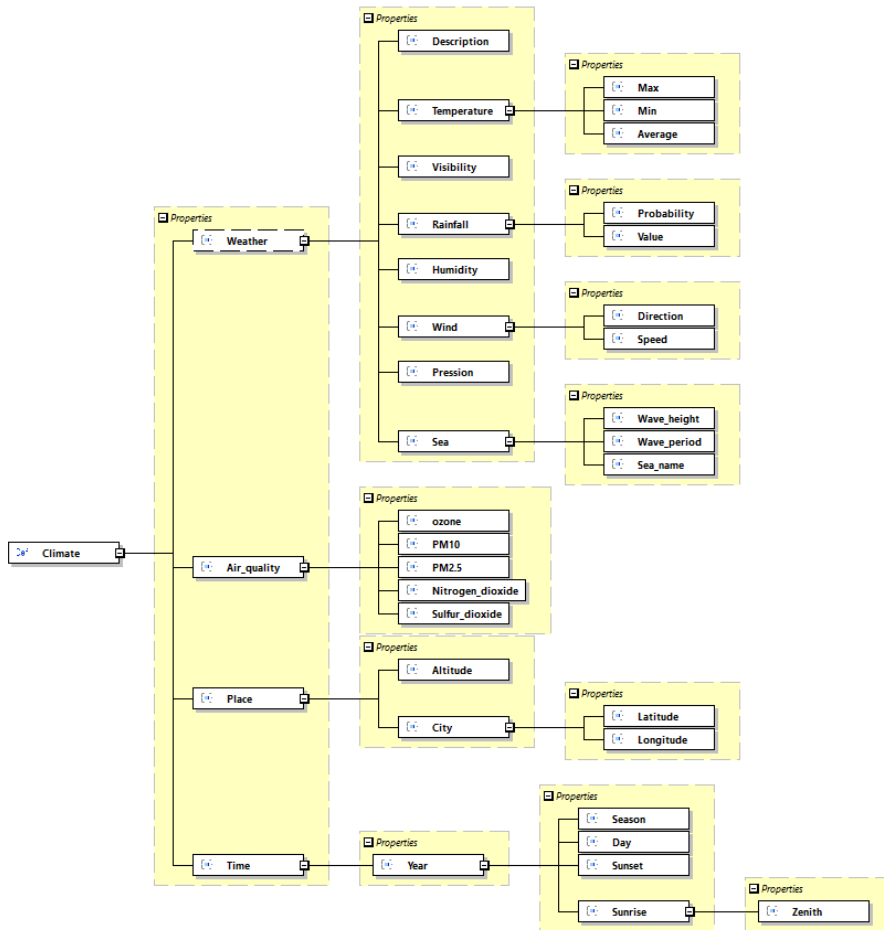 Properties
Description
Properties
Temperature
Max
Min
Average
Visibility
Properties
Properties
Rainfall
Probability
Value
Weather
Humidity
Properties
Wind
Direction
Speed
Pression
Properties
Sea
Wave_height
Wave_period
Sea_name
Properties
ozone
PM10
PM2.5
Nitrogen_dioxide
Sulfur_dioxide
Climate
Air_quality
Properties
Altitude
Place
Properties
City
Latitude
Longitude
Properties
Season
Day
Sunset
Properties
Time
Year
Sunrise
Properties
Zenith